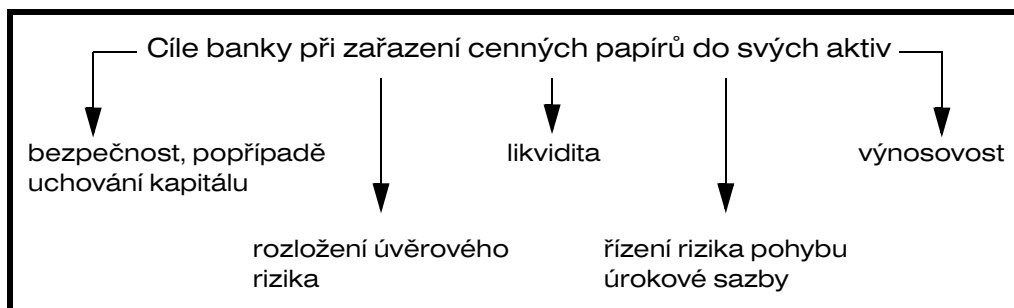 Cíle banky při zařazení cenných papírů do svých aktiv
bezpečnost, popřípadě
uchování kapitálu
likvidita
výnosovost
rozložení úvěrového
rizika
řízení rizika pohybu
úrokové sazby